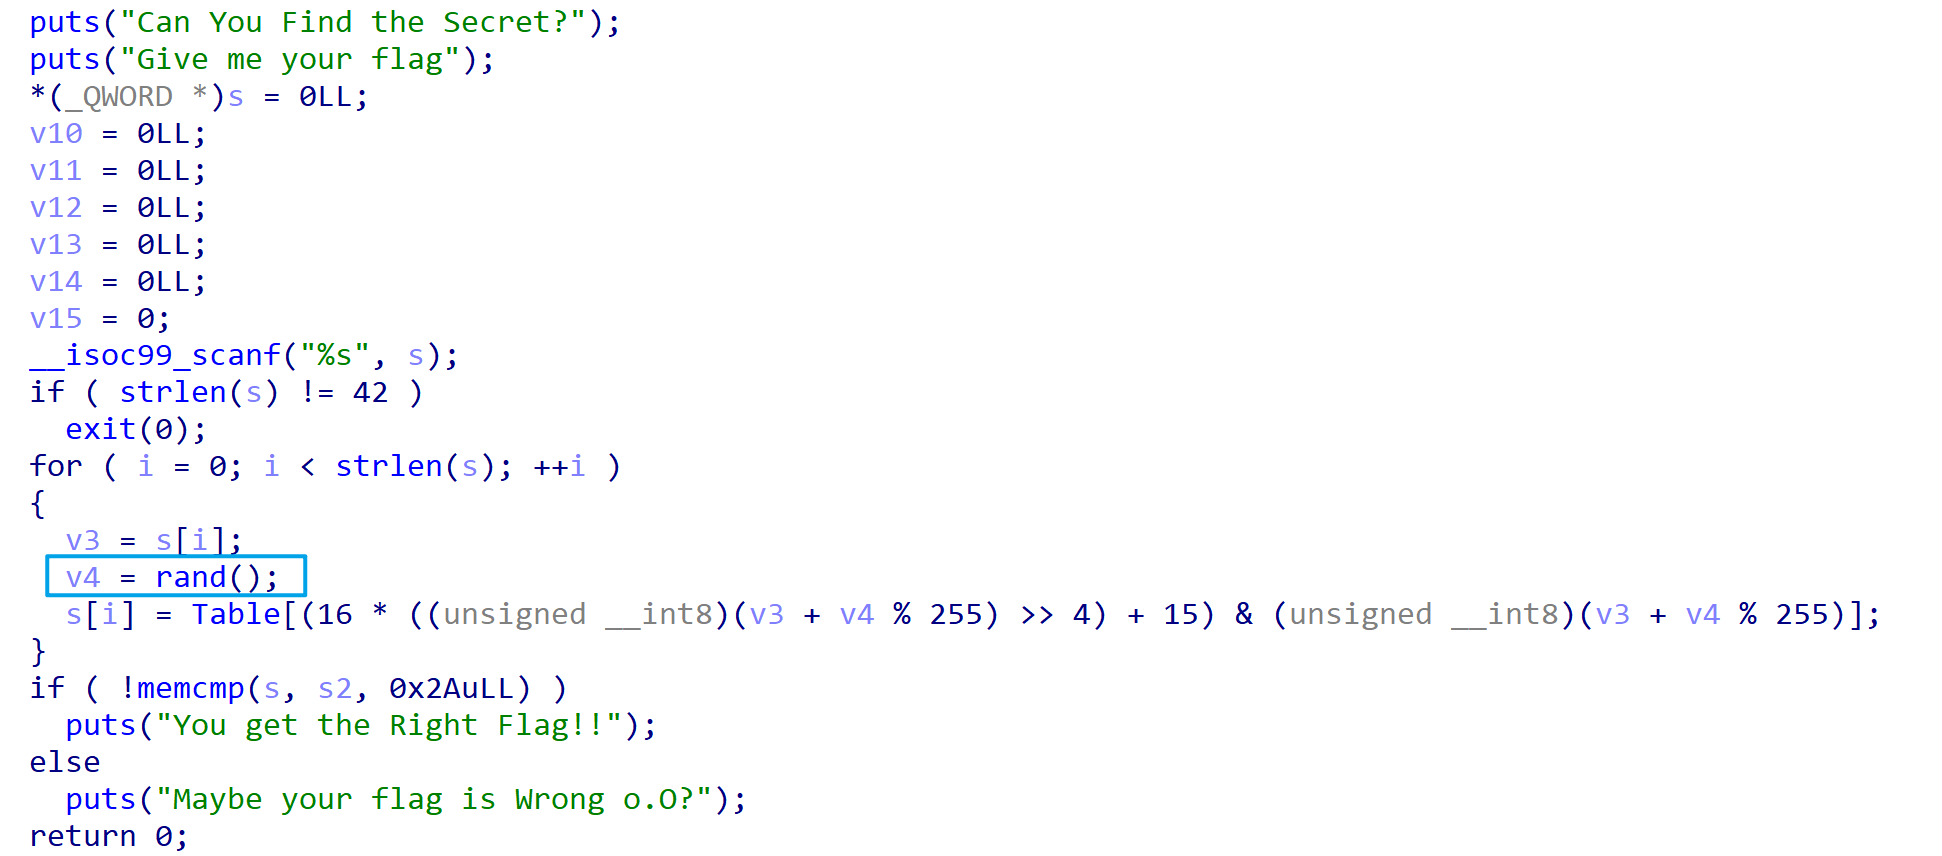 puts("Can You Find the Secret?");
puts("Give me your flag");
*(_QWORD *)s = 0LL;
v10 = 0LL;
v11 = 0LL;
v12 = 0LL;
v13 = 0LL;
v14 = 0LL;
v15 = 0;
__isoc99_scanf("%s", s);
if ( strlen(s) != 42 )
  exit(0);
for ( i = 0; i < strlen(s); ++i )
{
  v3 = s[i];
  v4 = rand();
  s[i] = Table[(16 * ((unsigned __int8)(v3 + v4 % 255) >> 4) + 15) & (unsigned __int8)(v3 + v4 % 255)];
}
if ( !memcmp(s, s2, 0x2AuLL) )
  puts("You get the Right Flag!!");
else
  puts("Maybe your flag is Wrong o.O?");
return 0;